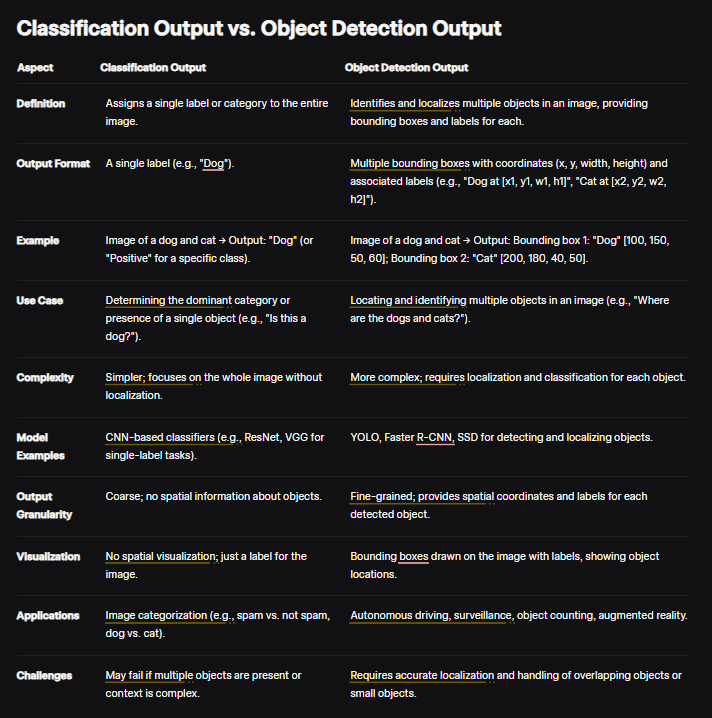 Classification Output vs. Object Detection Output
Aspect Classification Output Object Detection Output
Definition
Assigns a single label or category to the entire
image.
Identifies and localizes multiple objects in an image, providing
bounding boxes and labels for each.
Output Format
A single label (e.g., "Dog").
Multiple bounding boxes with coordinates (x, y, width, height) and
associated labels (e.g., "Dog at [x1, y1, w1, h1]", "Cat at [x2, y2, w2,
h2]").
Example
Image of a dog and cat → Output: "Dog" (or
"Positive" for a specific class).
Image of a dog and cat → Output: Bounding box 1: "Dog" [100, 150,
50, 60]; Bounding box 2: "Cat" [200, 180, 40, 50].
Use Case
Determining the dominant category or
presence of a single object (e.g., "Is this a
dog?").
Locating and identifying multiple objects in an image (e.g., "Where
are the dogs and cats?").
Complexity
Simpler; focuses on the whole image without
localization.
More complex; requires localization and classification for each object.
Model
Examples
CNN-based classifiers (e.g., ResNet, VGG for
single-label tasks).
YOLO, Faster R-CNN, SSD for detecting and localizing objects.
Output
Granularity
Coarse; no spatial information about objects.
Fine-grained; provides spatial coordinates and labels for each
detected object.
Visualization
No spatial visualization; just a label for the
image.
Bounding boxes drawn on the image with labels, showing object
locations.
Applications
Image categorization (e.g., spam vs. not spam,
dog vs. cat).
Autonomous driving, surveillance, object counting, augmented reality.
Challenges
May fail if multiple objects are present or
context is complex.
Requires accurate localization and handling of overlapping objects or
small objects.